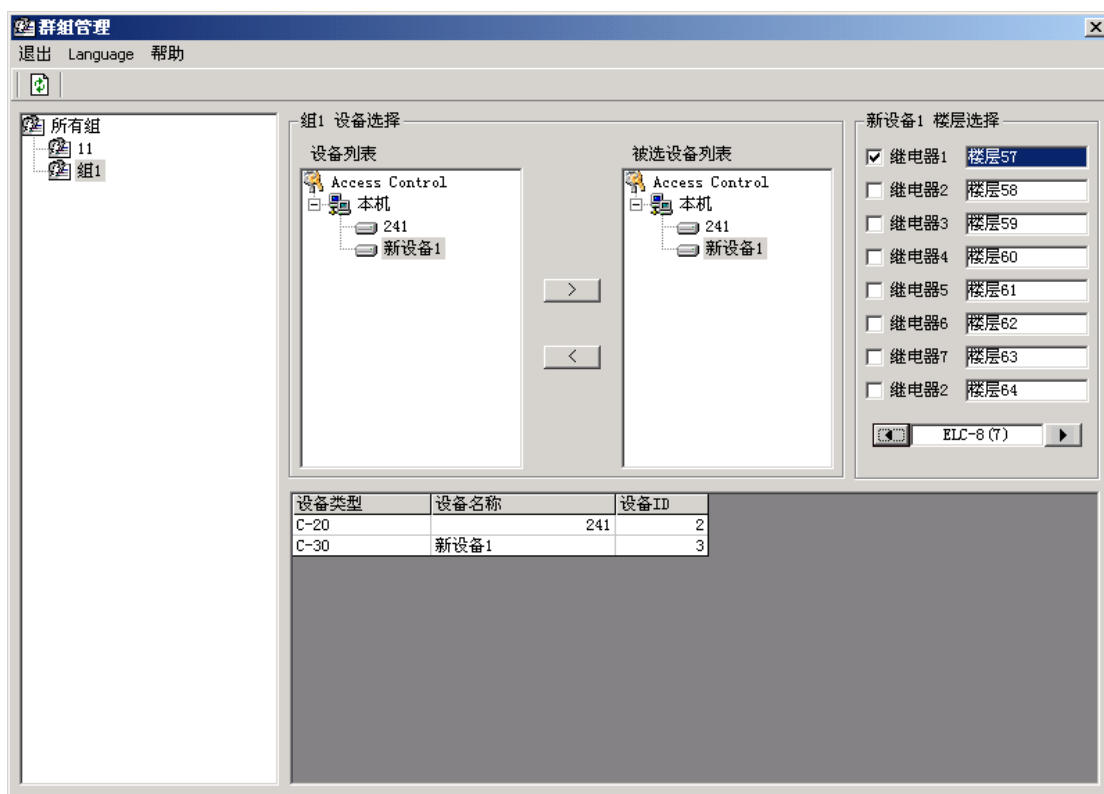 群组管理
退出 Language 帮助
所有组
11
组1
组1 设备选择
设备列表
Access Control
本机
241
新设备1
>
<
被选设备列表
Access Control
本机
241
新设备1
新设备1 楼层选择
继电器1 楼层57
继电器2 楼层58
继电器3 楼层59
继电器4 楼层60
继电器5 楼层61
继电器6 楼层62
继电器7 楼层63
继电器2 楼层64
ELC-8(7)
设备类型 设备名称 设备ID
C-20 241 2
C-30 新设备1 3